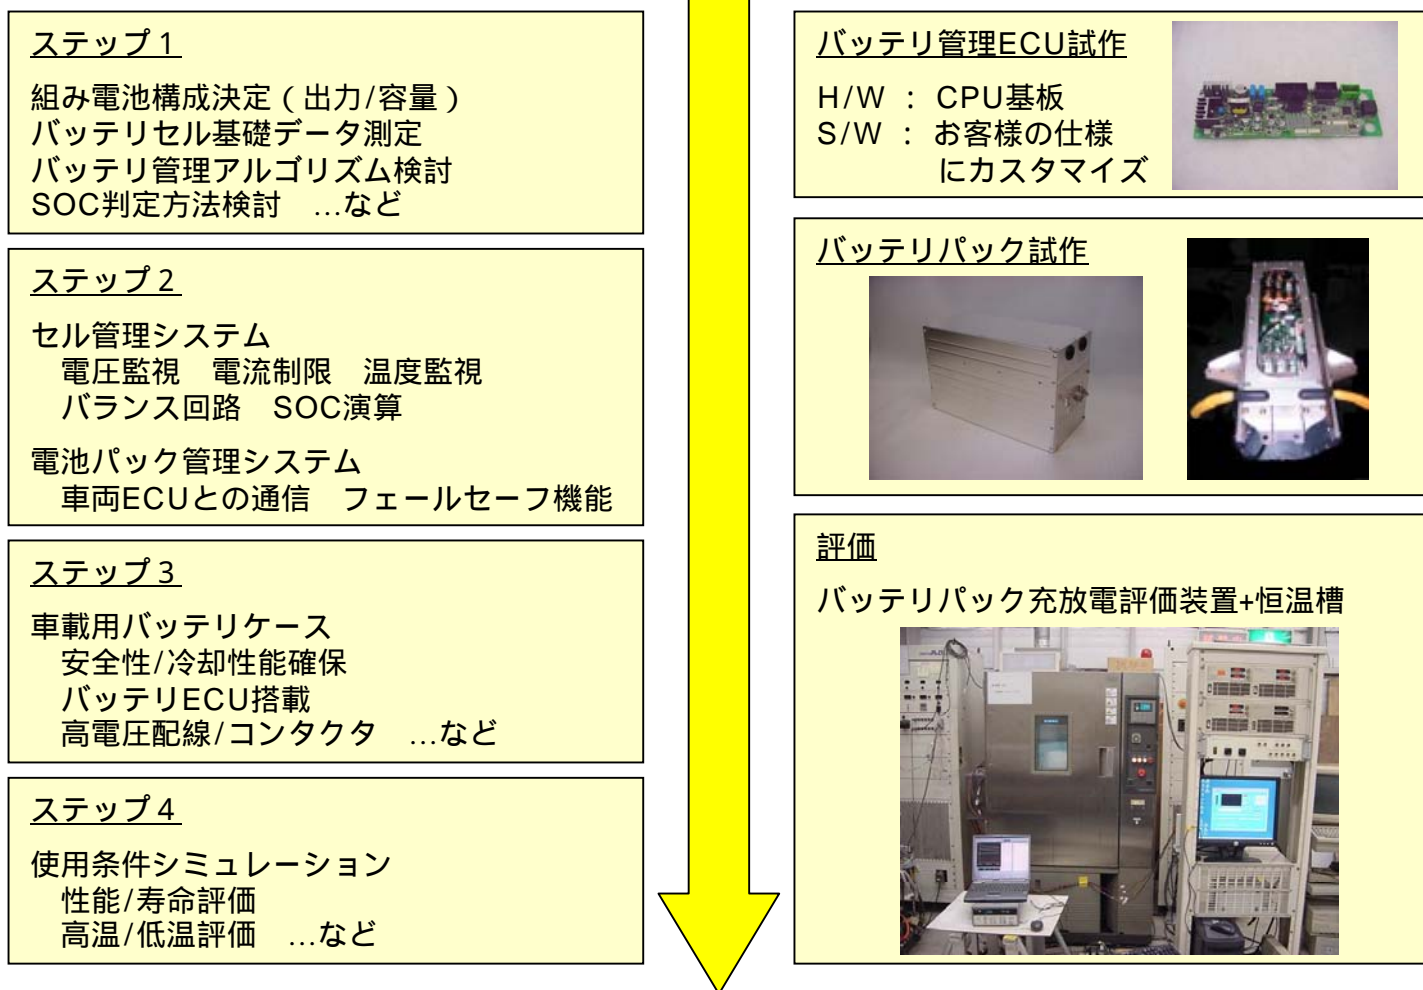 ステップ1
組み電池構成決定(出力/容量)
バッテリセル基礎データ測定
バッテリ管理アルゴリズム検討
SOC判定方法検討　…など
ステップ2
セル管理システム
電圧監視　電流制限　温度監視
バランス回路　SOC演算
電池パック管理システム
車両ECUとの通信　フェールセーフ機能
ステップ3
車載用バッテリケース
安全性/冷却性能確保
バッテリECU搭載
高電圧配線/コンタクタ　…など
ステップ4
使用条件シミュレーション
性能/寿命評価
高温/低温評価　…など
バッテリ管理ECU試作
H/W : CPU基板
S/W : お客様の仕様
にカスタマイズ
バッテリパック試作
評価
バッテリパック充放電評価装置+恒温槽